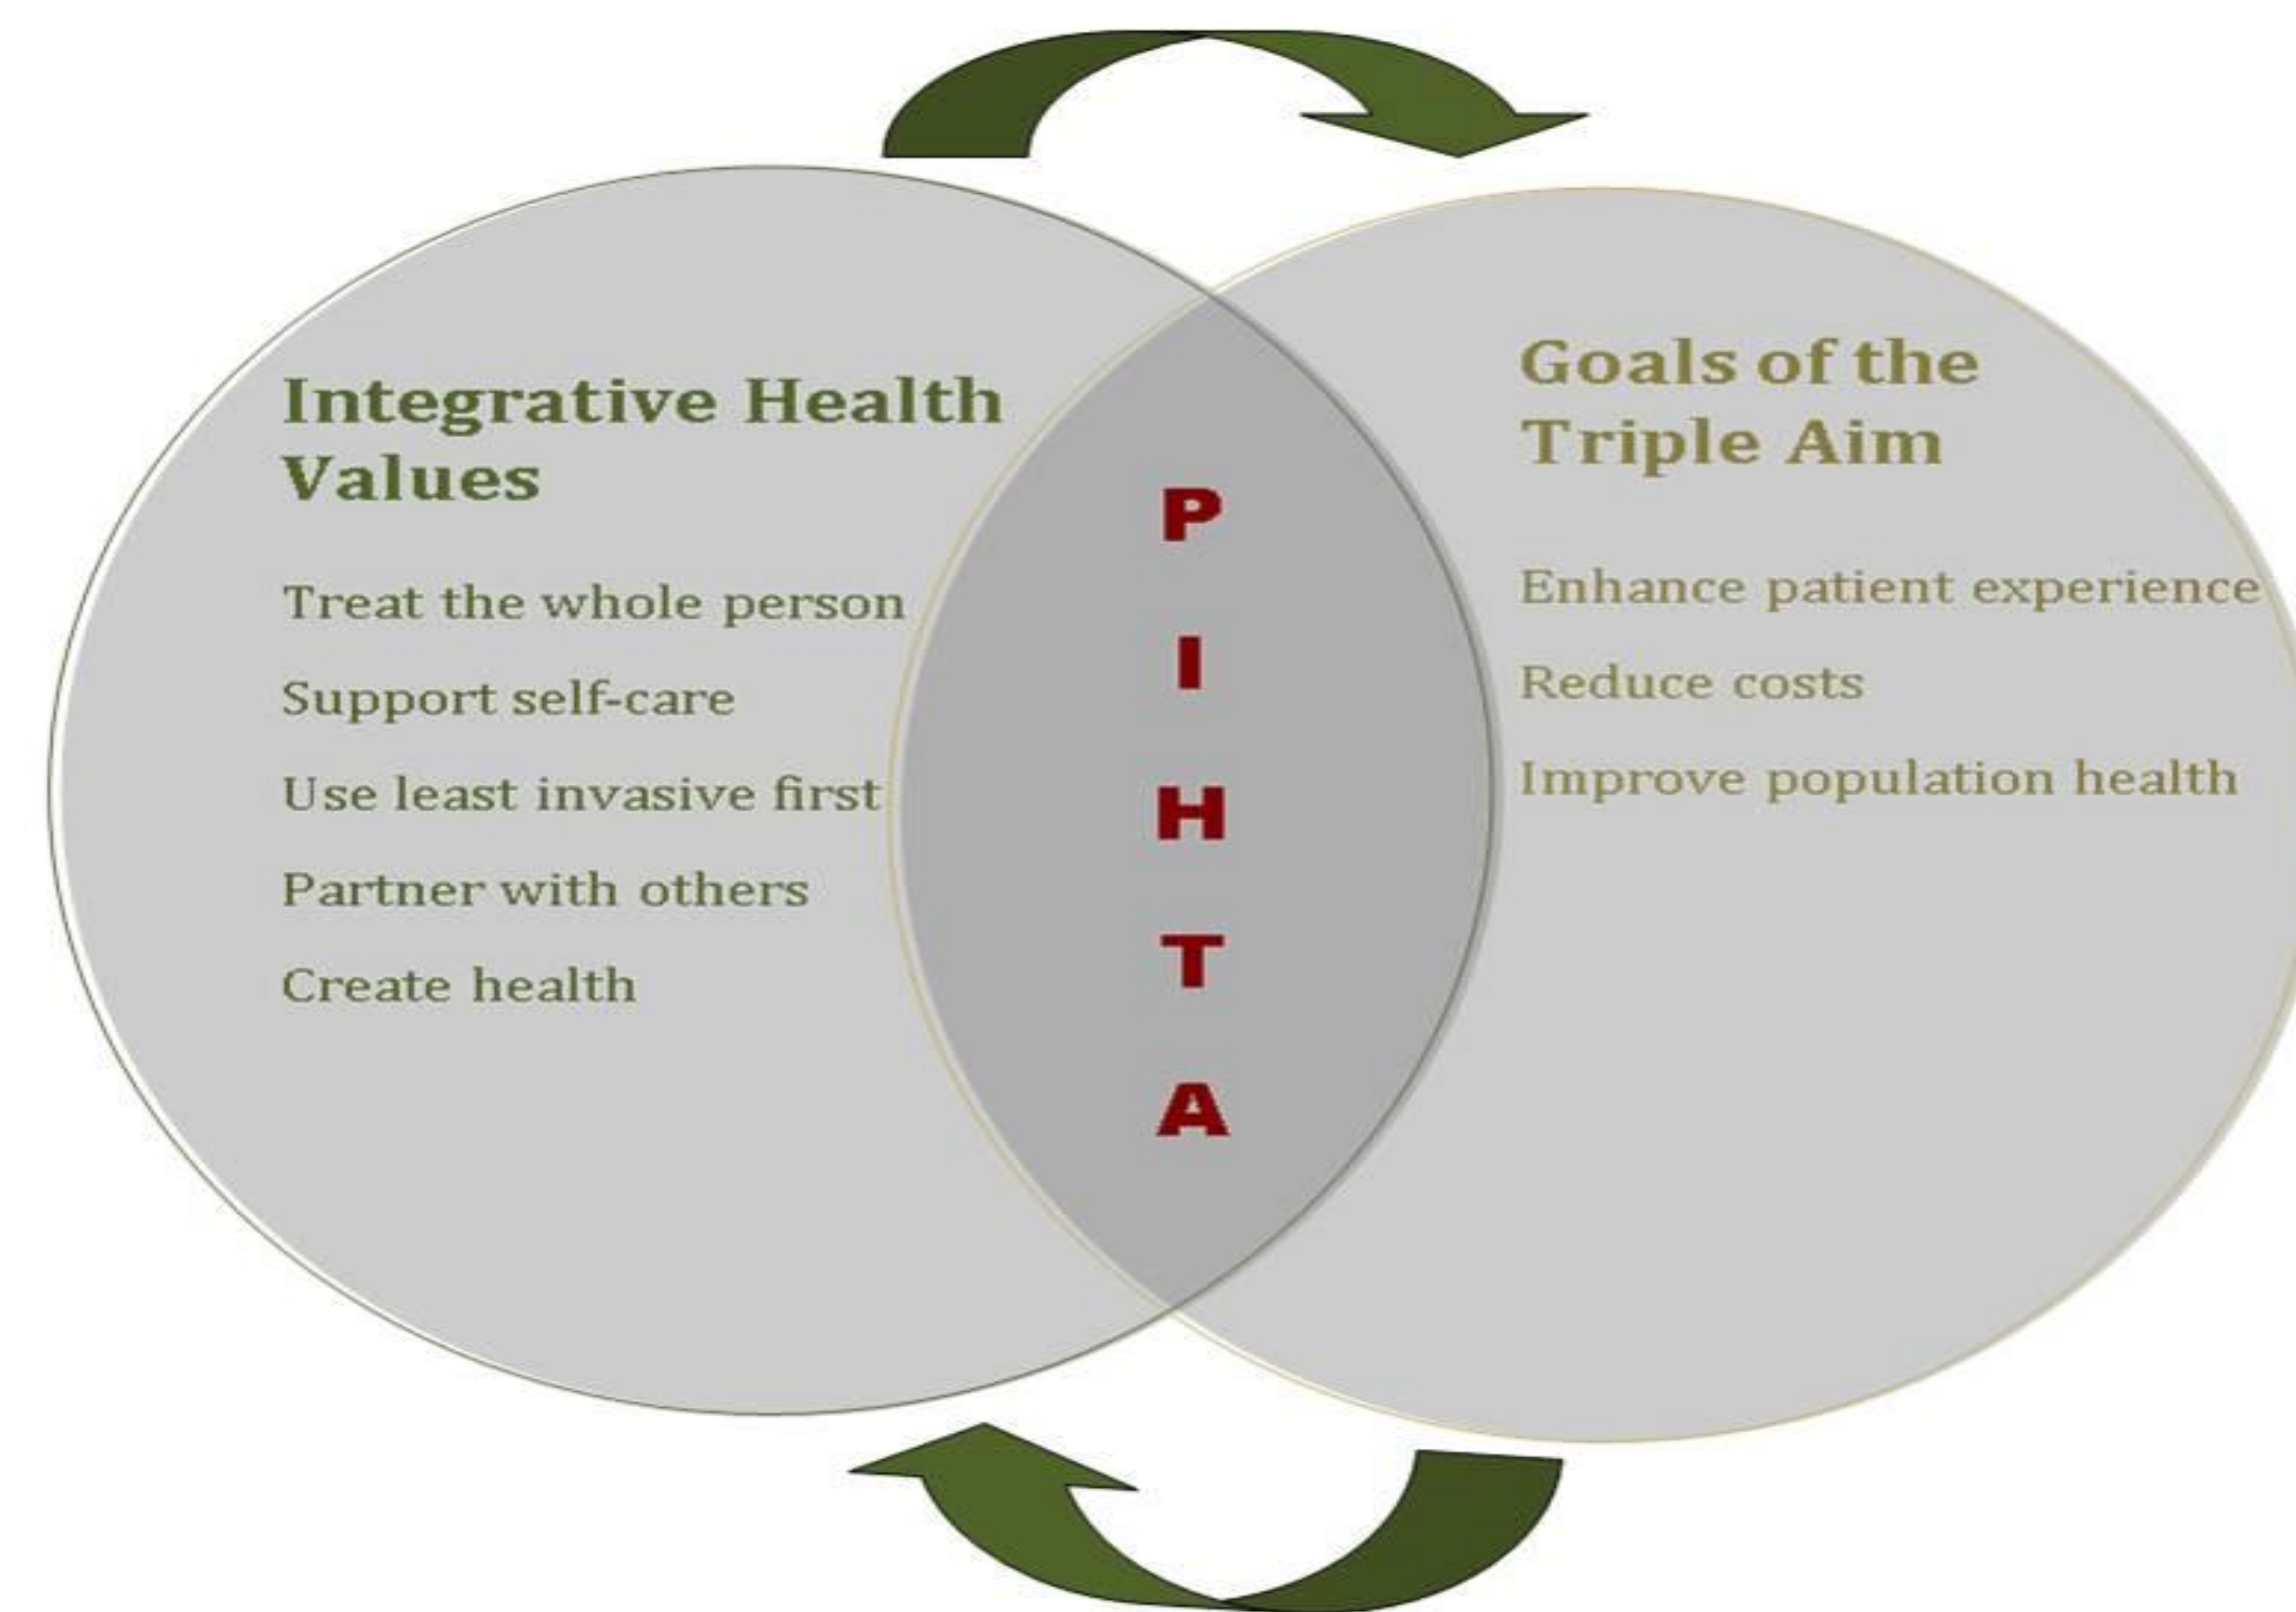 Integrative Health
Values
Treat the whole person
Support self-care
Use least invasive first
Partner with others
Create health
P
I
H
T
A
Goals of the
Triple Aim
Enhance patient experience
Reduce costs
Improve population health